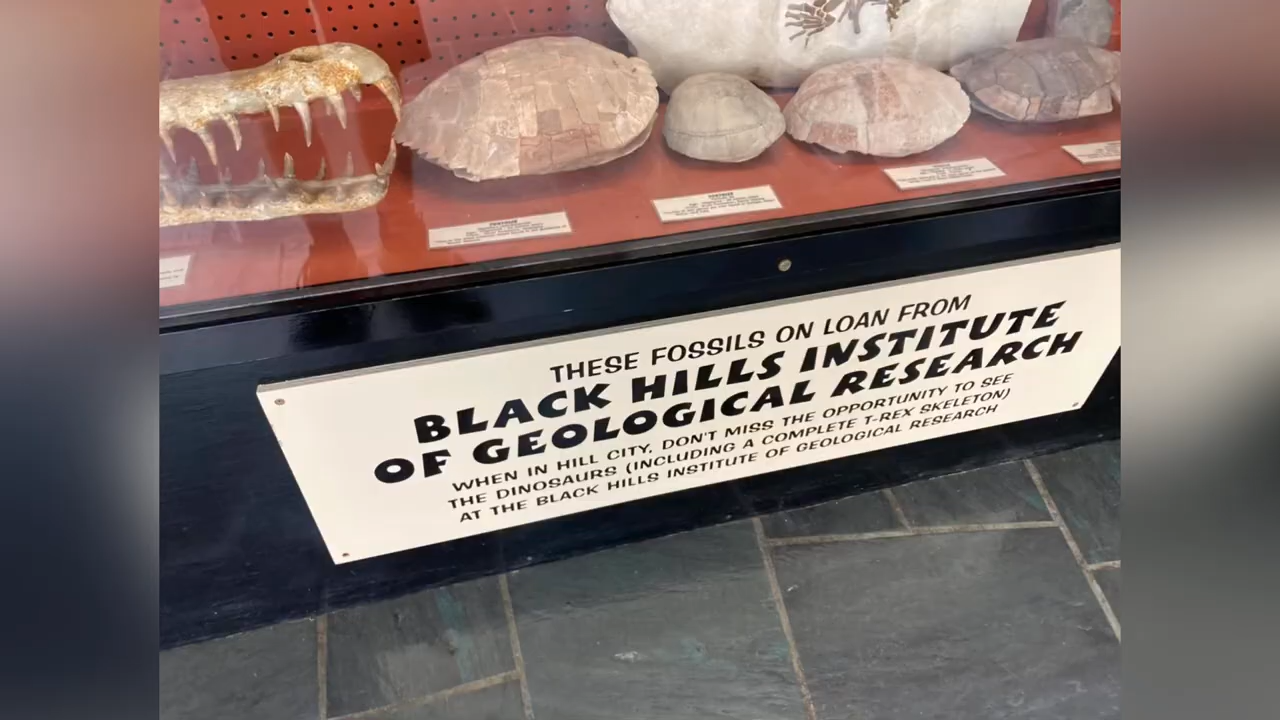 THESE FOSSILS ON LOAN FROM
BLACK HILLS INSTITUTE
OF GEOLOGICAL RESEARCH
WHEN IN HILL CITY, DON'T MISS THE OPPORTUNITY TO SEE
THE DINOSAURS (INCLUDING A COMPLETE T-REX SKELETON)
AT THE BLACK HILLS INSTITUTE OF GEOLOGICAL RESEARCH